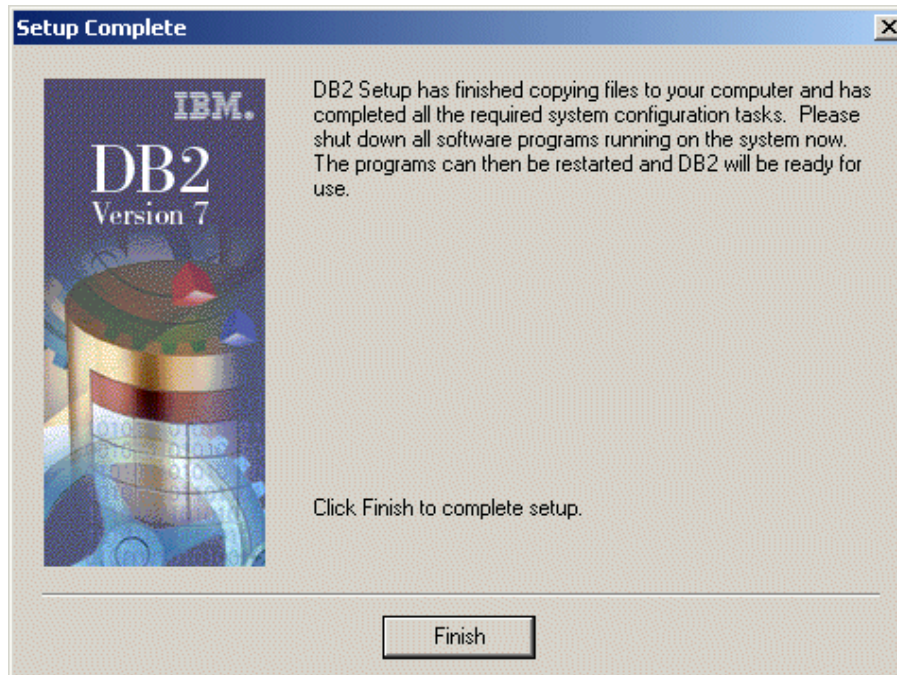 Setup Complete
IBM.
DB2
Version 7
DB2 Setup has finished copying files to your computer and has
completed all the required system configuration tasks.  Please
shut down all software programs running on the system now.
The programs can then be restarted and DB2 will be ready for
use.
Click Finish to complete setup.
Finish